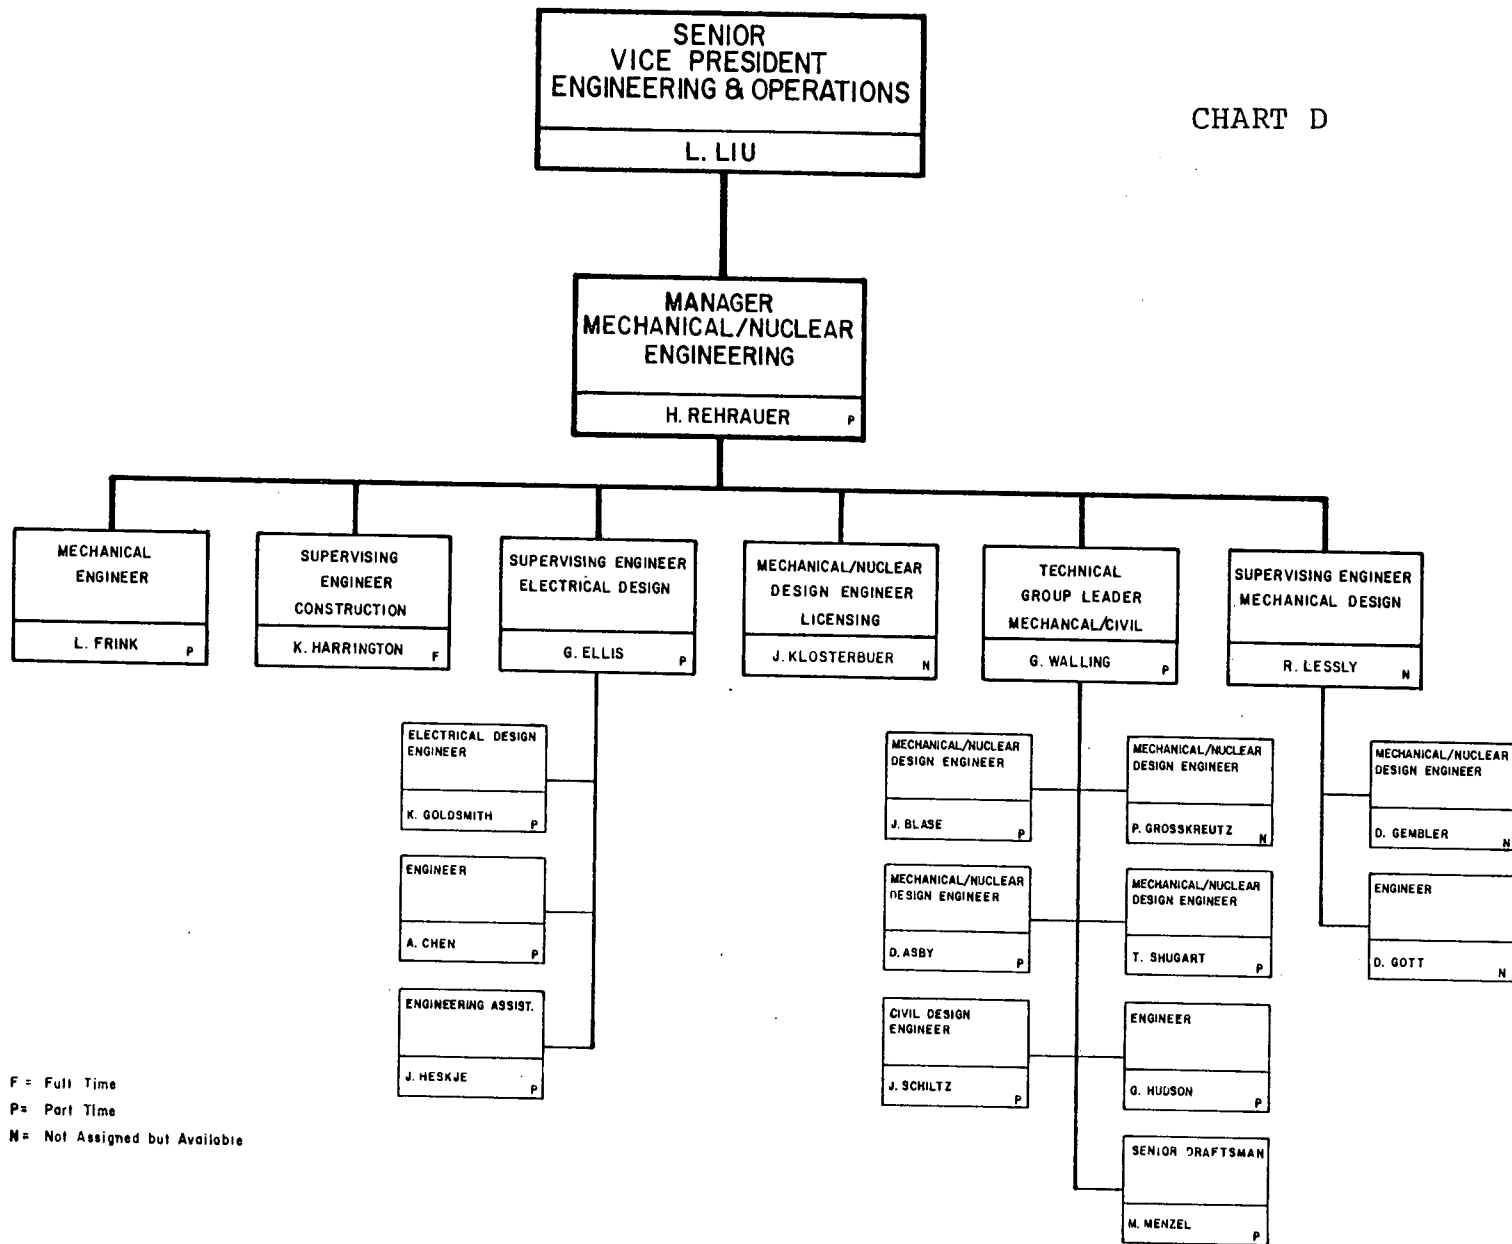 SENIOR
VICE PRESIDENT
ENGINEERING & OPERATIONS
L. LIU
CHART D
MANAGER
MECHANICAL/NUCLEAR
ENGINEERING
H. REHRAUER P
MECHANICAL
ENGINEER
L. FRINK P
SUPERVISING
ENGINEER
CONSTRUCTION
K. HARRINGTON F
SUPERVISING ENGINEER
ELECTRICAL DESIGN
G. ELLIS P
MECHANICAL/NUCLEAR
DESIGN ENGINEER
LICENSING
J. KLOSTERBUER N
TECHNICAL
GROUP LEADER
MECHANCAL/CIVIL
G. WALLING P
SUPERVISING ENGINEER
MECHANICAL DESIGN
R. LESSLY N
ELECTRICAL DESIGN
ENGINEER
K. GOLDSMITH P
ENGINEER
A. CHEN P
ENGINEERING ASSIST.
J. HESKJE P
MECHANICAL/NUCLEAR
DESIGN ENGINEER
J. BLASE P
MECHANICAL/NUCLEAR
DESIGN ENGINEER
P. GROSSKREUTZ N
MECHANICAL/NUCLEAR
DESIGN ENGINEER
D. ASBY P
MECHANICAL/NUCLEAR
DESIGN ENGINEER
T. SHUGART P
CIVIL DESIGN
ENGINEER
J. SCHILTZ P
ENGINEER
G. HUDSON P
SENIOR DRAFTSMAN
M. MENZEL P
MECHANICAL/NUCLEAR
DESIGN ENGINEER
D. GEMBLER N
ENGINEER
D. GOTT N
F = Full Time
P = Part Time
N = Not Assigned but Available